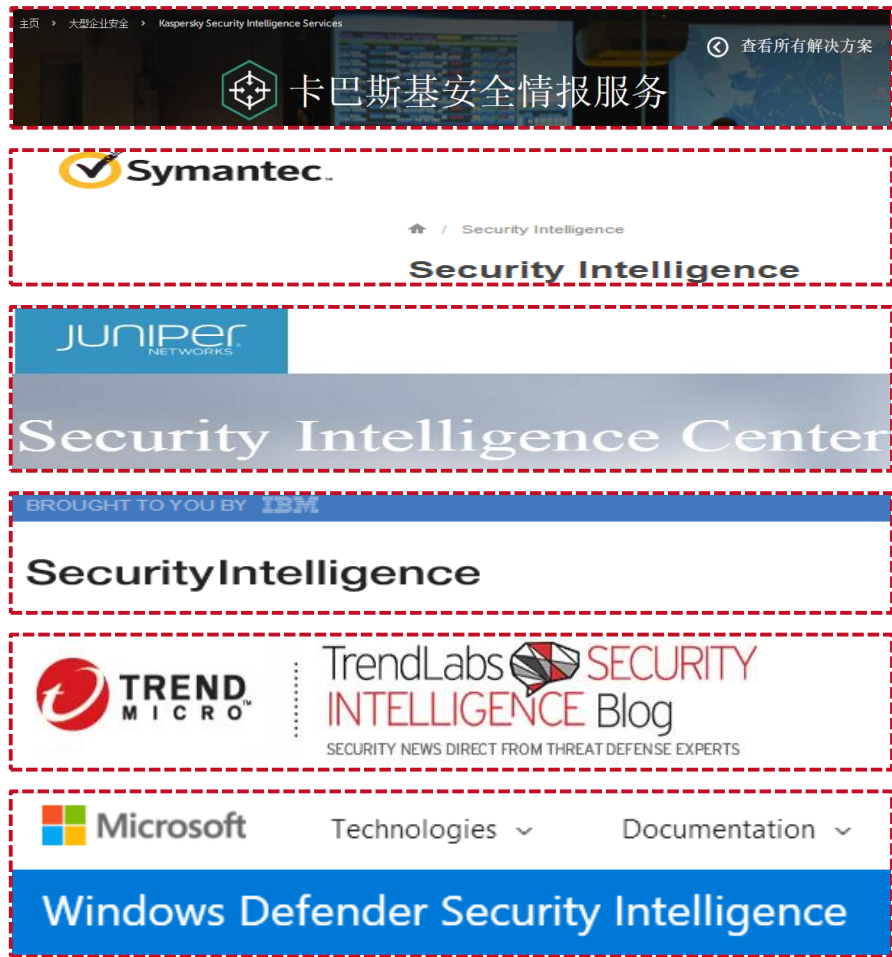 主页 › 大型企业安全 › Kaspersky Security Intelligence Services
查看所有解决方案
卡巴斯基安全情报服务
Symantec™
/ Security Intelligence
Security Intelligence
JUNIPER
NETWORKS
Security Intelligence Center
BROUGHT TO YOU BY IBM
SecurityIntelligence
TREND
MICRO™
TrendLabs SECURITY
INTELLIGENCE Blog
SECURITY NEWS DIRECT FROM THREAT DEFENSE EXPERTS
Microsoft Technologies Documentation
Windows Defender Security Intelligence